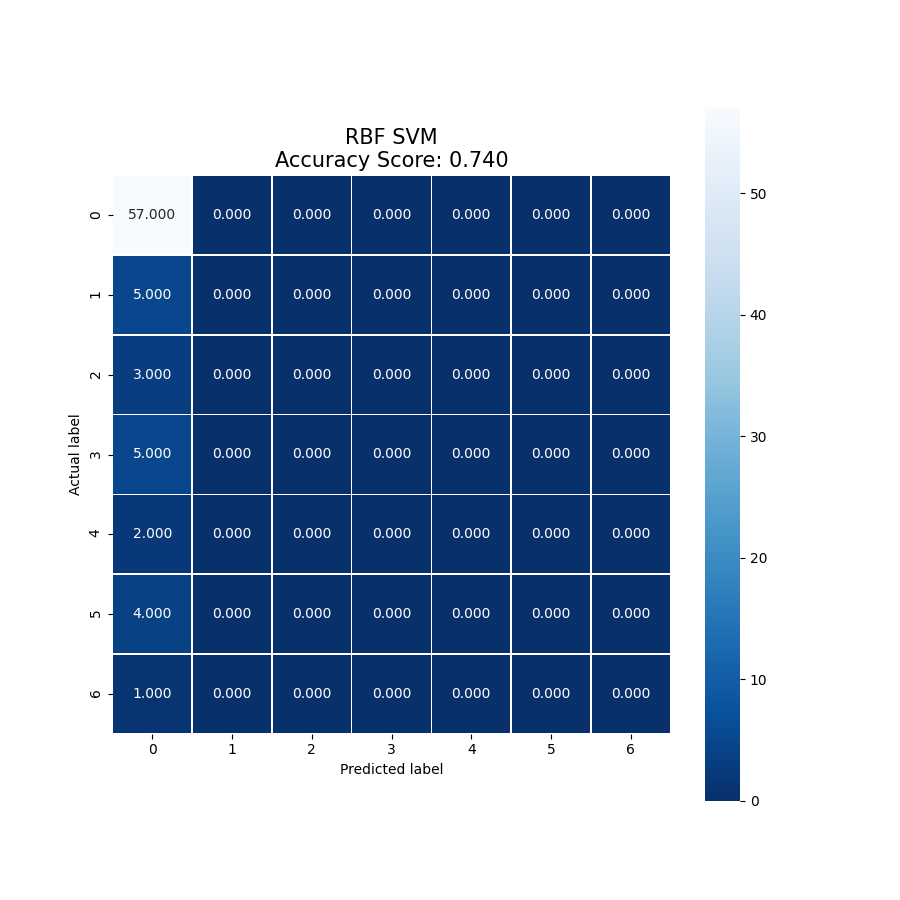 RBF SVM
Accuracy Score: 0.740
50
40
30
20
10
0
Actual label
0 57.000 0.000 0.000 0.000 0.000 0.000 0.000
1 5.000 0.000 0.000 0.000 0.000 0.000 0.000
2 3.000 0.000 0.000 0.000 0.000 0.000 0.000
3 5.000 0.000 0.000 0.000 0.000 0.000 0.000
4 2.000 0.000 0.000 0.000 0.000 0.000 0.000
5 4.000 0.000 0.000 0.000 0.000 0.000 0.000
6 1.000 0.000 0.000 0.000 0.000 0.000 0.000
0 1 2 3 4 5 6
Predicted label